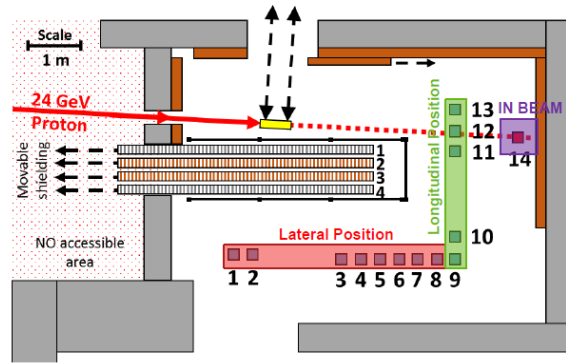 Scale
1 m
24 GeV
Proton
Movable
shielding
1
2
3
4
NO accessible
area
Lateral Position
1 2 3 4 5 6 7 8 9
Longitudinal Position
13
12
11
10
IN BEAM
14